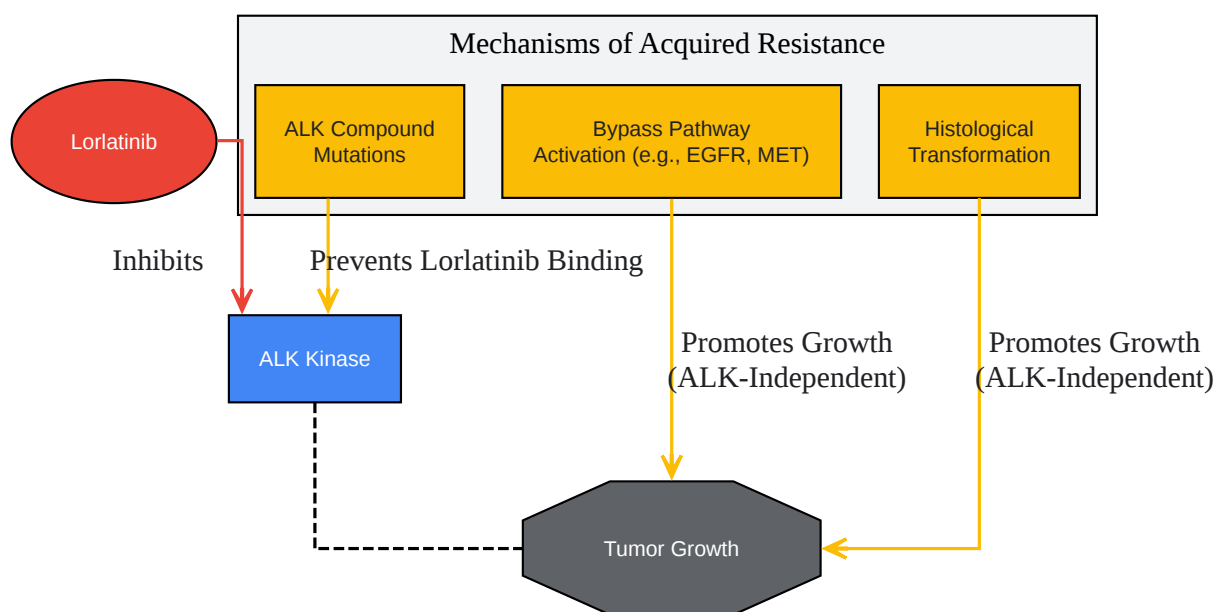 Mechanisms of Acquired Resistance
Lorlatinib
ALK Compound
Mutations
Bypass Pathway
Activation (e.g., EGFR, MET)
Histological
Transformation
Inhibits
Prevents Lorlatinib Binding
ALK Kinase
Promotes Growth
(ALK-Independent)
Promotes Growth
(ALK-Independent)
Tumor Growth